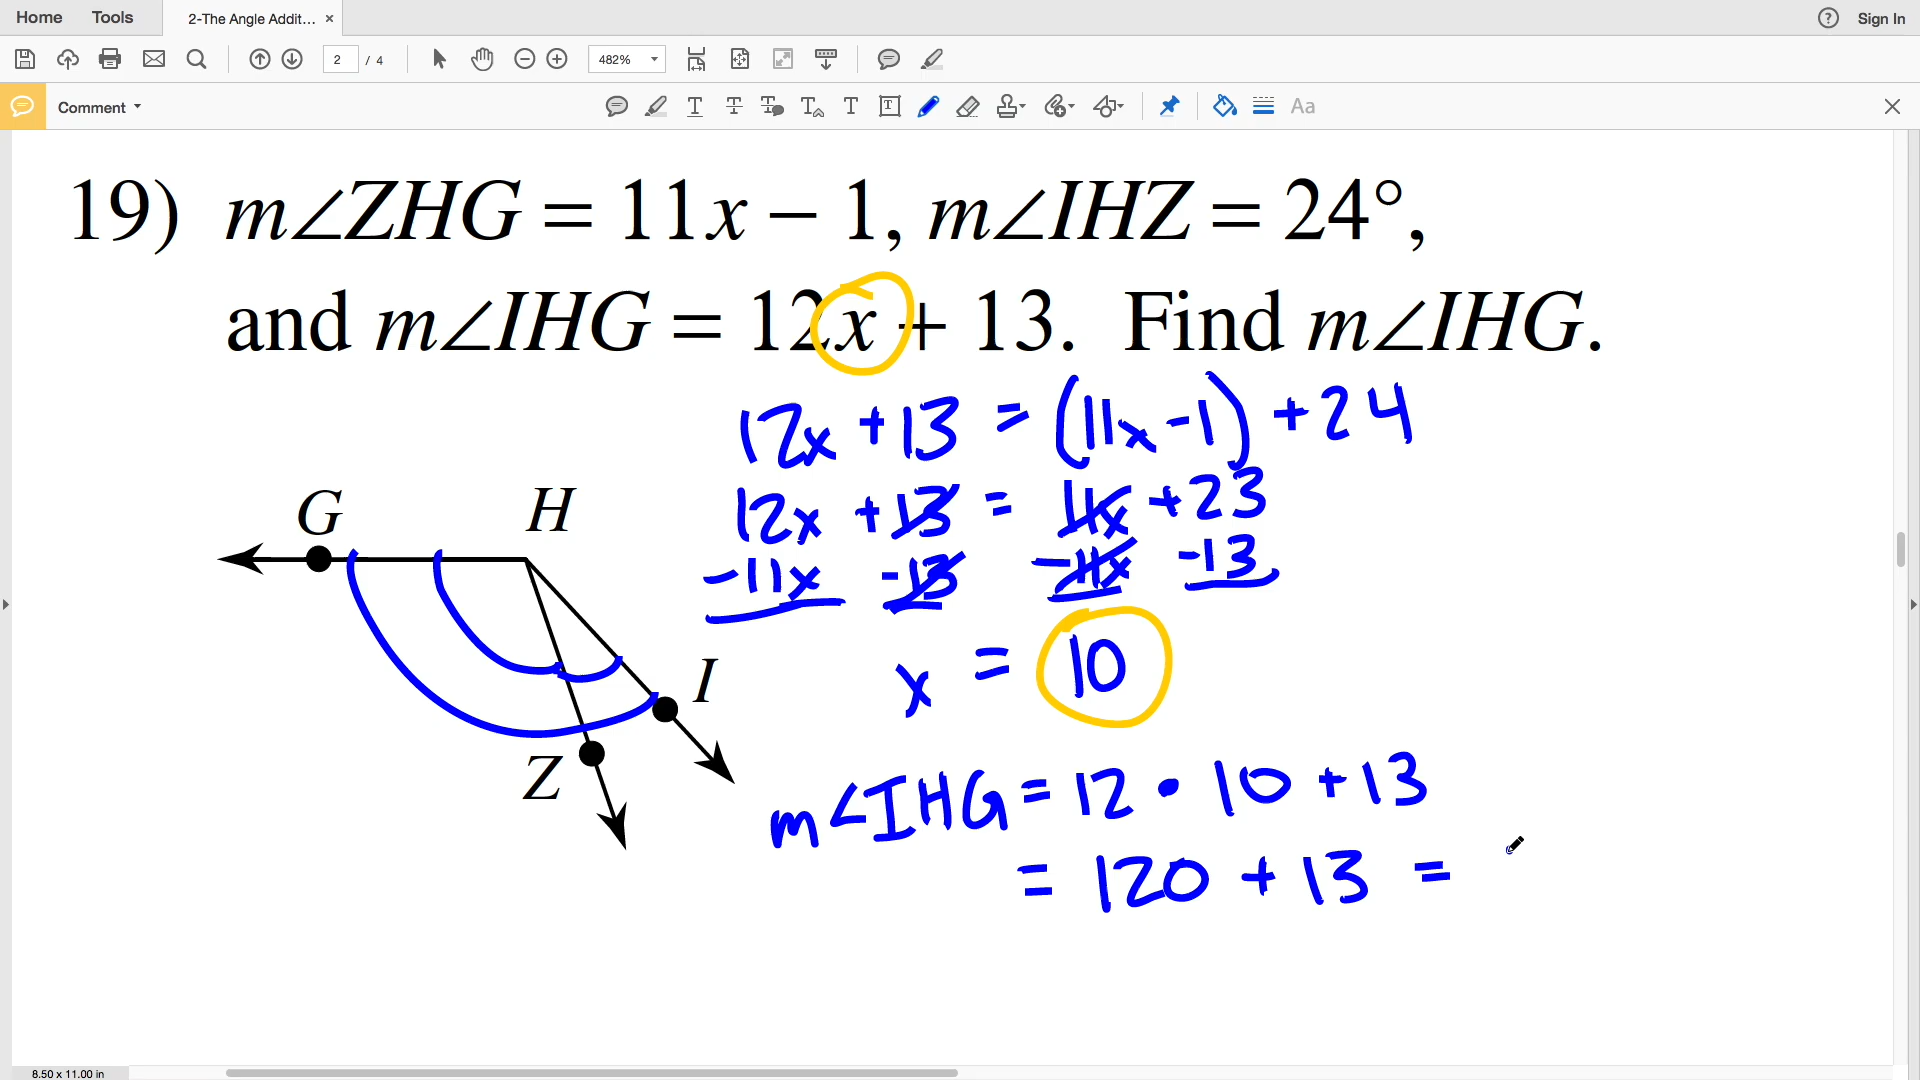 Home Tools 2-The Angle Addit... × ? Sign In
2 / 4 482%
Comment T T T T T T Aa
19) m∠ZHG = 11x − 1, m∠IHZ = 24°,
and m∠IHG = 12x + 13. Find m∠IHG.
12x + 13 = (11x - 1) + 24
12x + 13 = 11x + 23
-11x -13 -11x -13
x = 10
m∠IHG = 12 • 10 + 13
= 120 + 13 =
G H
I
Z
8.50 x 11.00 in